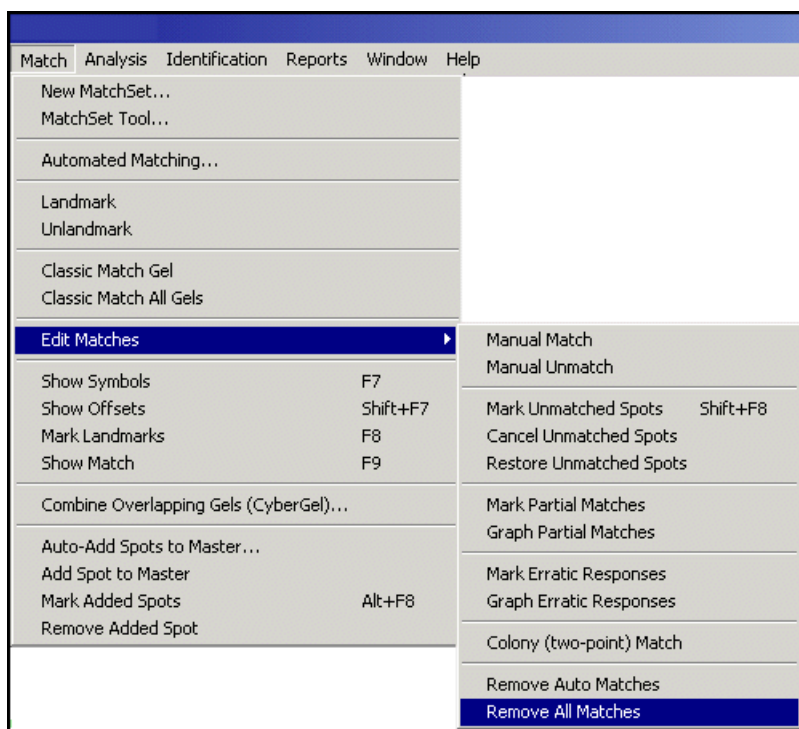 Match Analysis Identification Reports Window Help
New MatchSet...
MatchSet Tool...
Automated Matching...
Landmark
Unlandmark
Classic Match Gel
Classic Match All Gels
Edit Matches
Show Symbols F7
Show Offsets Shift+F7
Mark Landmarks F8
Show Match F9
Combine Overlapping Gels (CyberGel)...
Auto-Add Spots to Master...
Add Spot to Master
Mark Added Spots Alt+F8
Remove Added Spot
Manual Match
Manual Unmatch
Mark Unmatched Spots Shift+F8
Cancel Unmatched Spots
Restore Unmatched Spots
Mark Partial Matches
Graph Partial Matches
Mark Erratic Responses
Graph Erratic Responses
Colony (two-point) Match
Remove Auto Matches
Remove All Matches